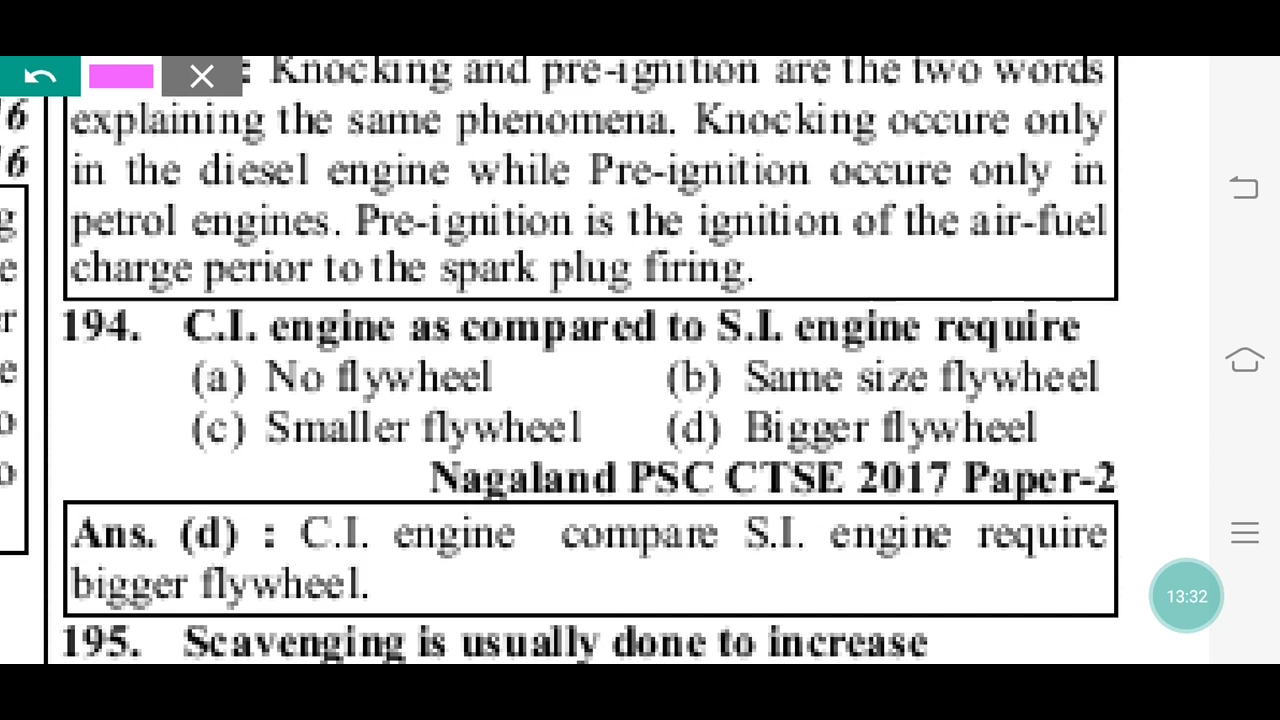 : Knocking and pre-ignition are the two words
explaining the same phenomena. Knocking occure only
in the diesel engine while Pre-ignition occure only in
petrol engines. Pre-ignition is the ignition of the air-fuel
charge perior to the spark plug firing.
194. C.I. engine as compared to S.I. engine require
(a) No flywheel (b) Same size flywheel
(c) Smaller flywheel (d) Bigger flywheel
Nagaland PSC CTSE 2017 Paper-2
Ans. (d) : C.I. engine compare S.I. engine require
bigger flywheel.
195. Scavenging is usually done to increase
13:32